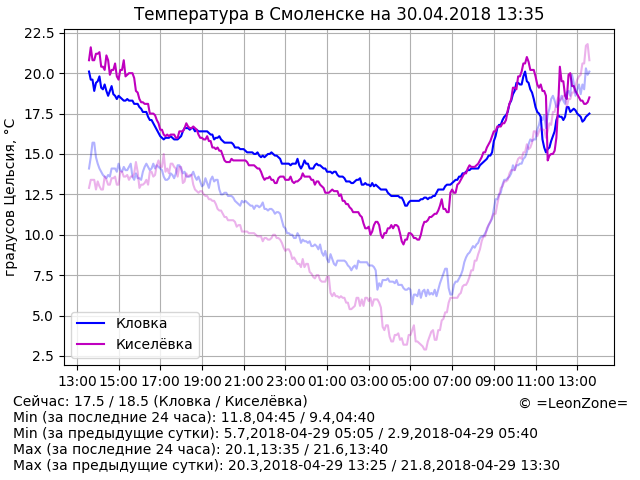 Температура в Смоленске на 30.04.2018 13:35
градусов Цельсия, °C
22.5
20.0
17.5
15.0
12.5
10.0
7.5
5.0
2.5
Кловка
Киселёвка
13:00 15:00 17:00 19:00 21:00 23:00 01:00 03:00 05:00 07:00 09:00 11:00 13:00
Сейчас: 17.5 / 18.5 (Кловка / Киселёвка)
© =LeonZone=
Min (за последние 24 часа): 11.8,04:45 / 9.4,04:40
Min (за предыдущие сутки): 5.7,2018-04-29 05:05 / 2.9,2018-04-29 05:40
Max (за последние 24 часа): 20.1,13:35 / 21.6,13:40
Max (за предыдущие сутки): 20.3,2018-04-29 13:25 / 21.8,2018-04-29 13:30